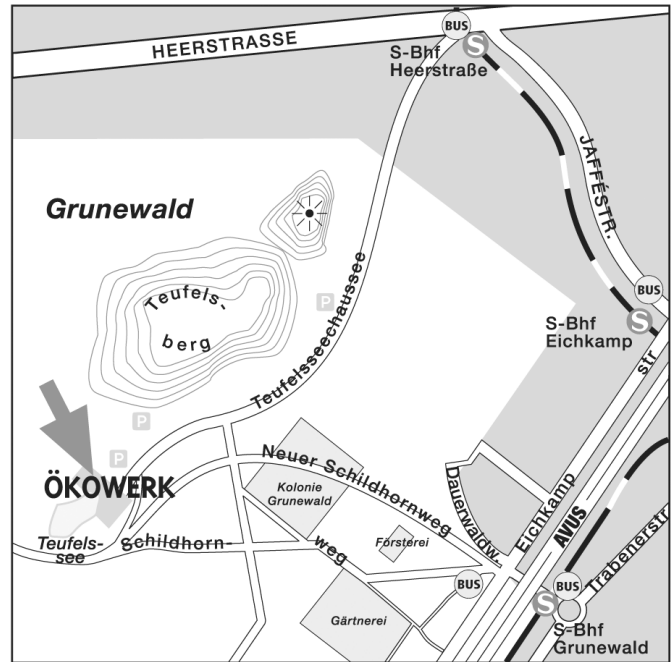 HEERSTRASSE
BUS
S
S-Bhf
Heerstraße
JAFFÉSTR.
Grunewald
Teufels-
berg
Teufelsseechaussee
P
BUS
S
S-Bhf
Eichkamp
str
Eichkamp
P
P
ÖKOWERK
Teufels-
see
Schildhorn-
weg
Neuer Schildhornweg
Kolonie
Grunewald
Försterei
Dauerwaldw.
AVUS
Trabenerstr.
BUS
BUS
S
S-Bhf
Grunewald
Gärtnerei